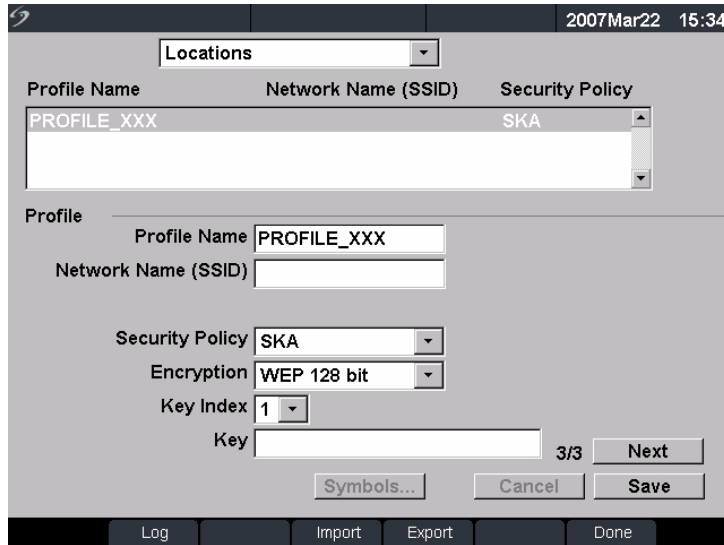 2007Mar22 15:34
Locations
Profile Name Network Name (SSID) Security Policy
PROFILE_XXX SKA
Profile
Profile Name PROFILE_XXX
Network Name (SSID)
Security Policy SKA
Encryption WEP 128 bit
Key Index 1
Key
3/3 Next
Symbols... Cancel Save
Log Import Export Done